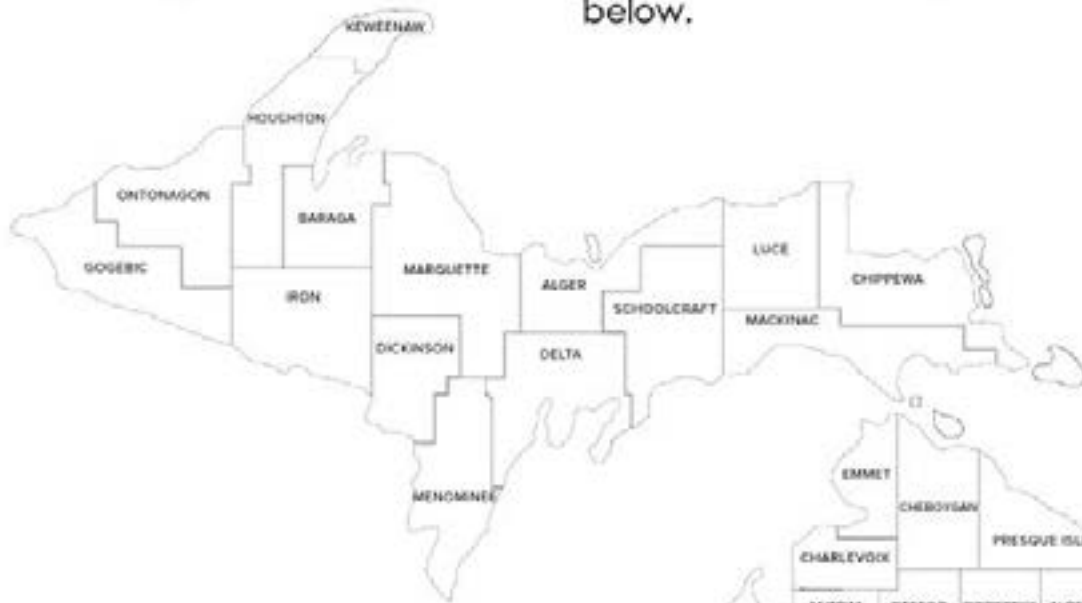 below.
KEWEENAW
HOUGHTON
ONTONAGON
BARAGA
GOGEBIC
IRON
MARQUETTE
ALGER
LUCE
CHIPPEWA
SCHOOLCRAFT
MACKINAC
DICKINSON
DELTA
MENOMINEE
EMMET
CHEBOYGAN
PRESQUE ISL
CHARLEVOIX